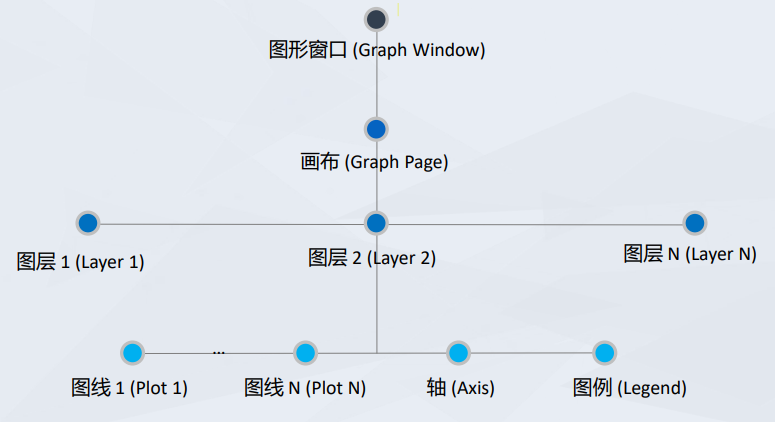 图形窗口 (Graph Window)
画布 (Graph Page)
图层 1 (Layer 1)
图层 2 (Layer 2)
图层 N (Layer N)
...
图线 1 (Plot 1)
图线 N (Plot N)
轴 (Axis)
图例 (Legend)